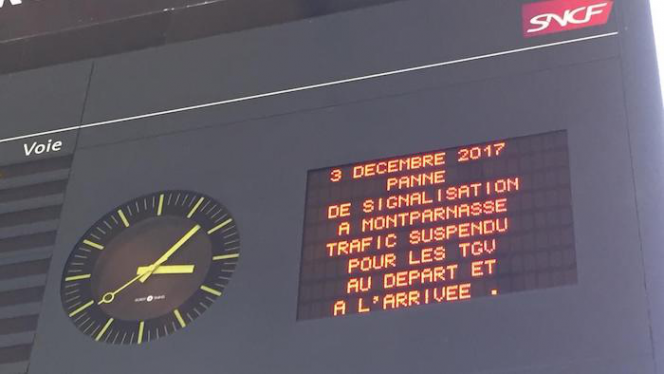 SNCF
Voie
3 DECEMBRE 2017
PANNE
DE SIGNALISATION
A MONTPARNASSE
TRAFIC SUSPENDU
POUR LES TGV
AU DEPART ET
A L'ARRIVEE .